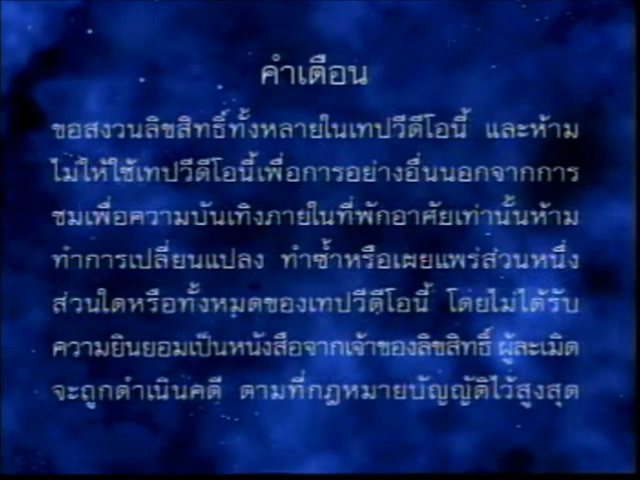 คำเตือน
ขอสงวนลิขสิทธิ์ทั้งหลายในเทปวีดีโอนี้ และห้าม
ไม่ให้ใช้เทปวีดีโอนี้เพื่อการอย่างอื่นนอกจากการ
ชมเพื่อความบันเทิงภายในที่พักอาศัยเท่านั้นห้าม
ทำการเปลี่ยนแปลง ทำซ้ำหรือเผยแพร่ส่วนหนึ่ง
ส่วนใดหรือทั้งหมดของเทปวีดีโอนี้ โดยไม่ได้รับ
ความยินยอมเป็นหนังสือจากเจ้าของลิขสิทธิ์ ผู้ละเมิด
จะถูกดำเนินคดี ตามที่กฎหมายบัญญัติไว้สูงสุด